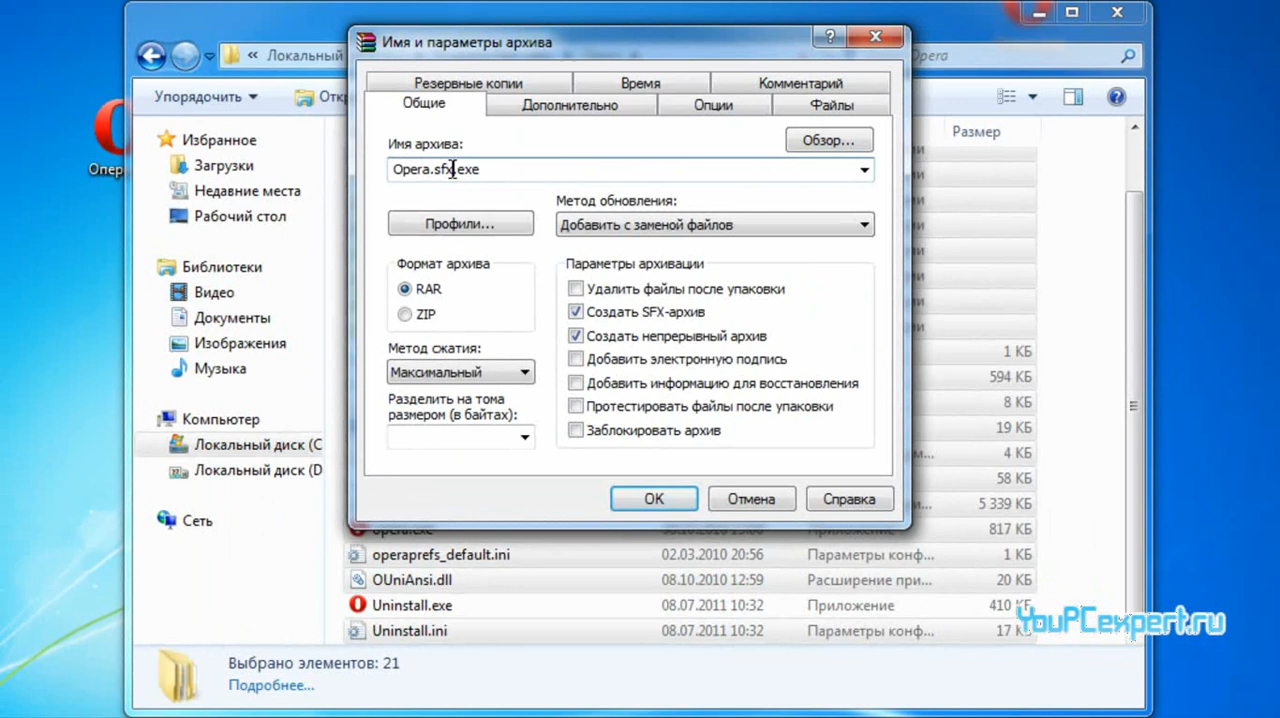 Имя и параметры архива
?
« Локальный
Opera
Упорядочить
Откр
Опер
Резервные копии
Время
Комментарий
Общие
Дополнительно
Опции
Файлы
Имя архива:
Обзор...
Opera.sfx.exe
Профили...
Метод обновления:
Добавить с заменой файлов
Формат архива
RAR
ZIP
Метод сжатия:
Максимальный
Разделить на тома
размером (в байтах):
Параметры архивации
Удалить файлы после упаковки
Создать SFX-архив
Создать непрерывный архив
Добавить электронную подпись
Добавить информацию для восстановления
Протестировать файлы после упаковки
Заблокировать архив
OK
Отмена
Справка
Избранное
Загрузки
Недавние места
Рабочий стол
Библиотеки
Видео
Документы
Изображения
Музыка
Компьютер
Локальный диск (C
Локальный диск (D
Сеть
Размер
1 КБ
594 КБ
8 КБ
19 КБ
4 КБ
58 КБ
5 339 КБ
opera.exe Приложение 817 КБ
operaprefs_default.ini 02.03.2010 20:56 Параметры конф... 1 КБ
OUniAnsi.dll 08.10.2010 12:59 Расширение при... 20 КБ
Uninstall.exe 08.07.2011 10:32 Приложение 410 КБ
Uninstall.ini 08.07.2011 10:32 Параметры конф... 17 КБ
YouPCexpert.ru
Выбрано элементов: 21
Подробнее...